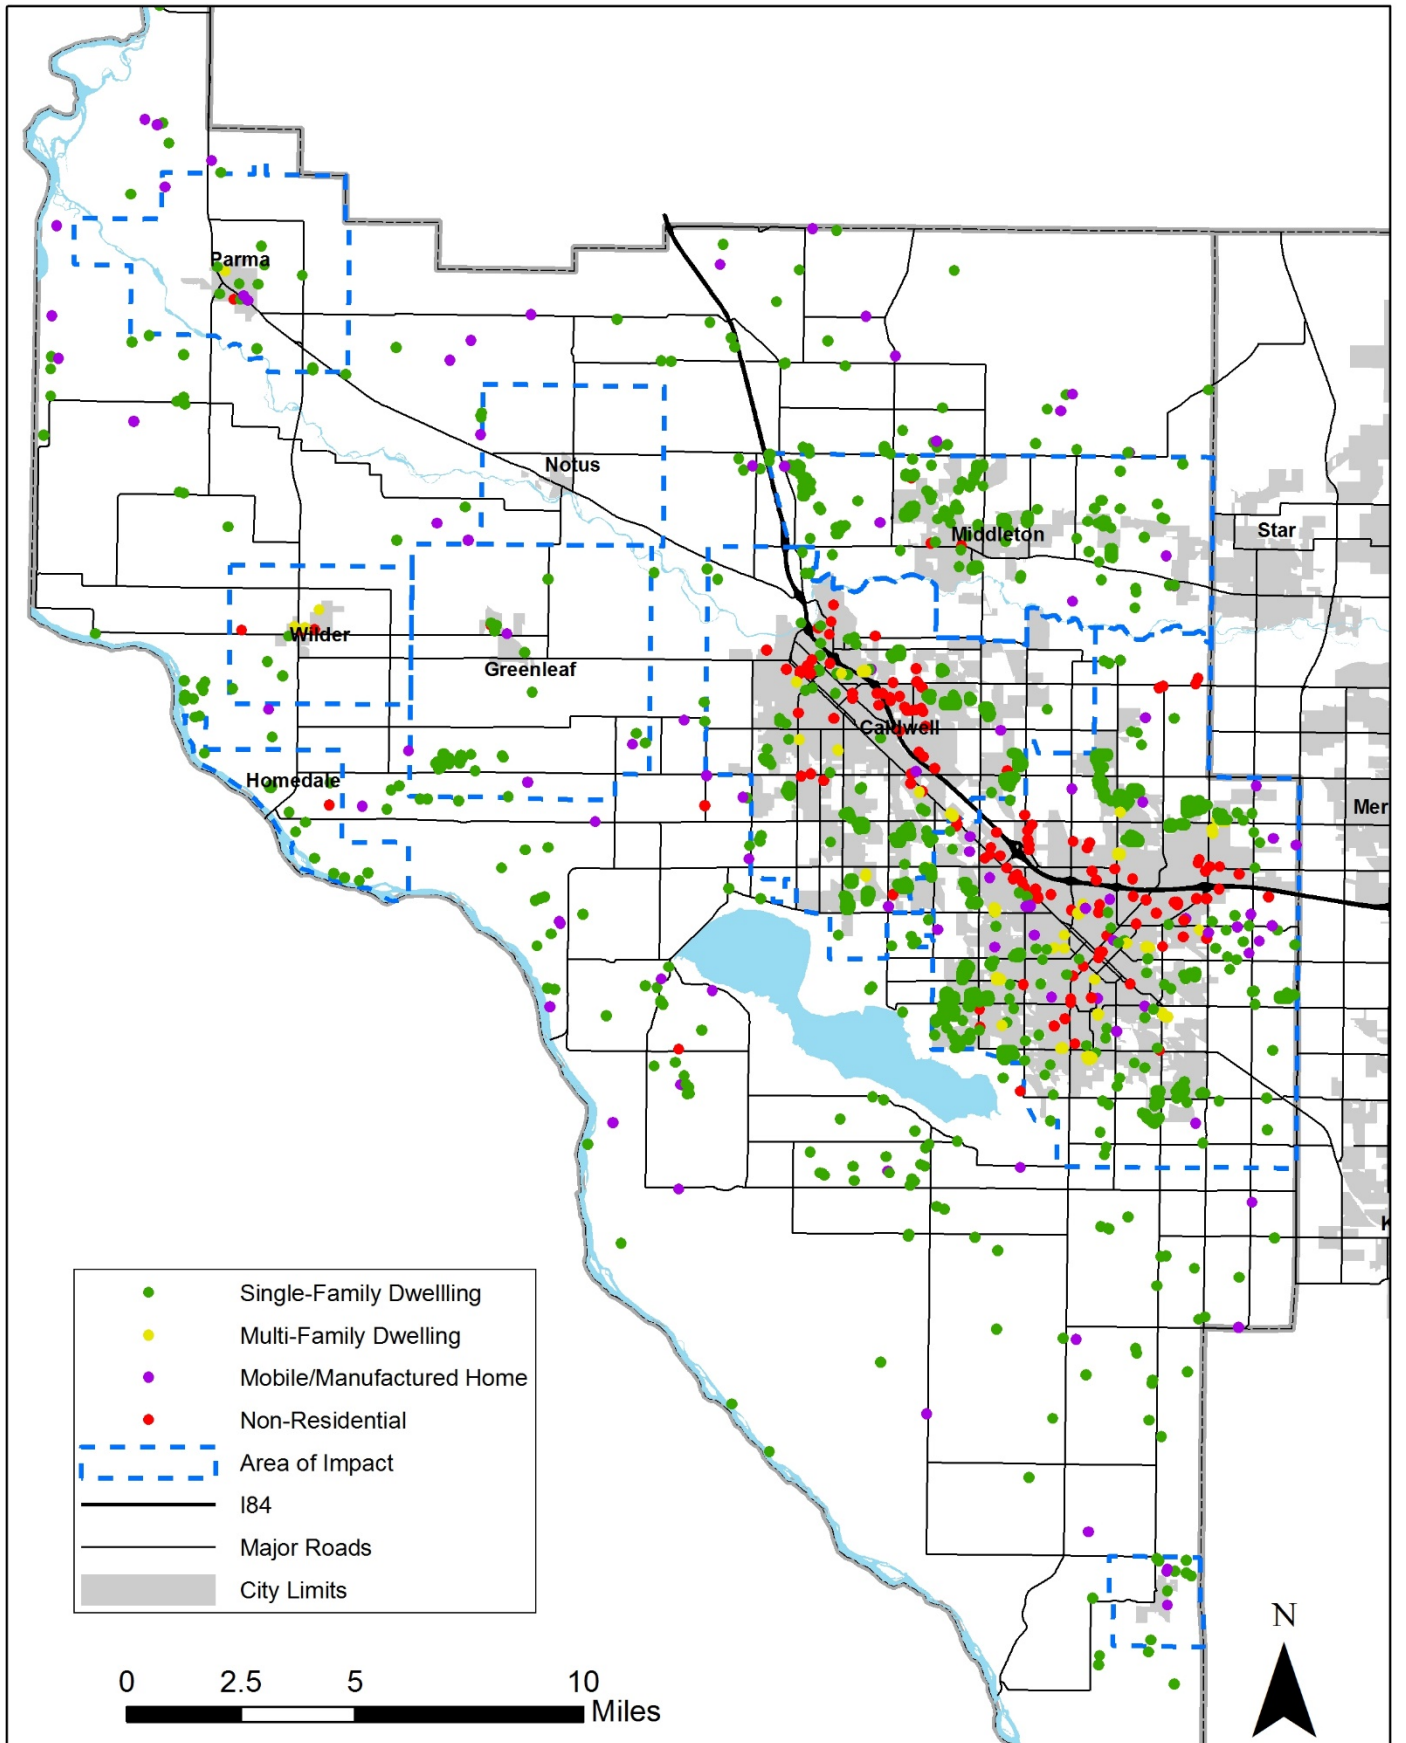 Parma
Notus
Middleton
Star
Wilder
Greenleaf
Caldwell
Homedale
Mer
K
Single-Family Dwellling
Multi-Family Dwelling
Mobile/Manufactured Home
Non-Residential
Area of Impact
I84
Major Roads
City Limits
N
0 2.5 5 10
Miles